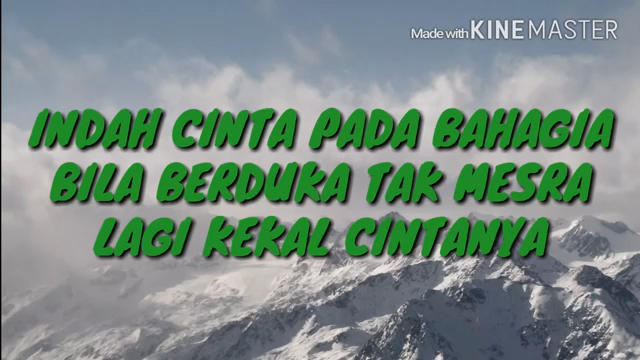 Made with KINEMASTER
INDAH CINTA PADA BAHAGIA
BILA BERDUKA TAK MESRA
LAGI KEKAL CINTANYA